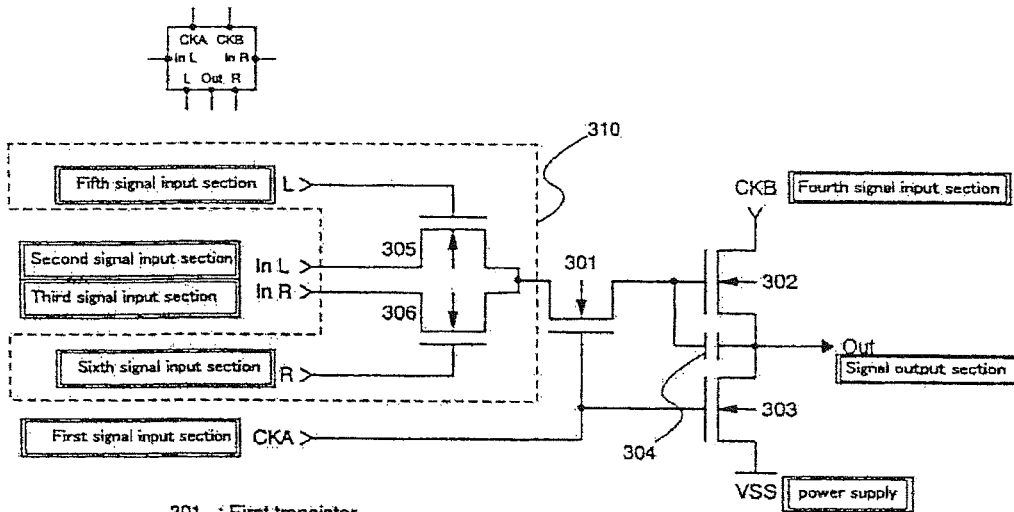 CKA CKB
In L In R
L Out R
310
Fifth signal input section L
CKB Fourth signal input section
Second signal input section In L
305
301
302
Third signal input section In R
306
Out
Signal output section
Sixth signal input section R
303
First signal input section CKA
304
VSS power supply
301 : First transistor